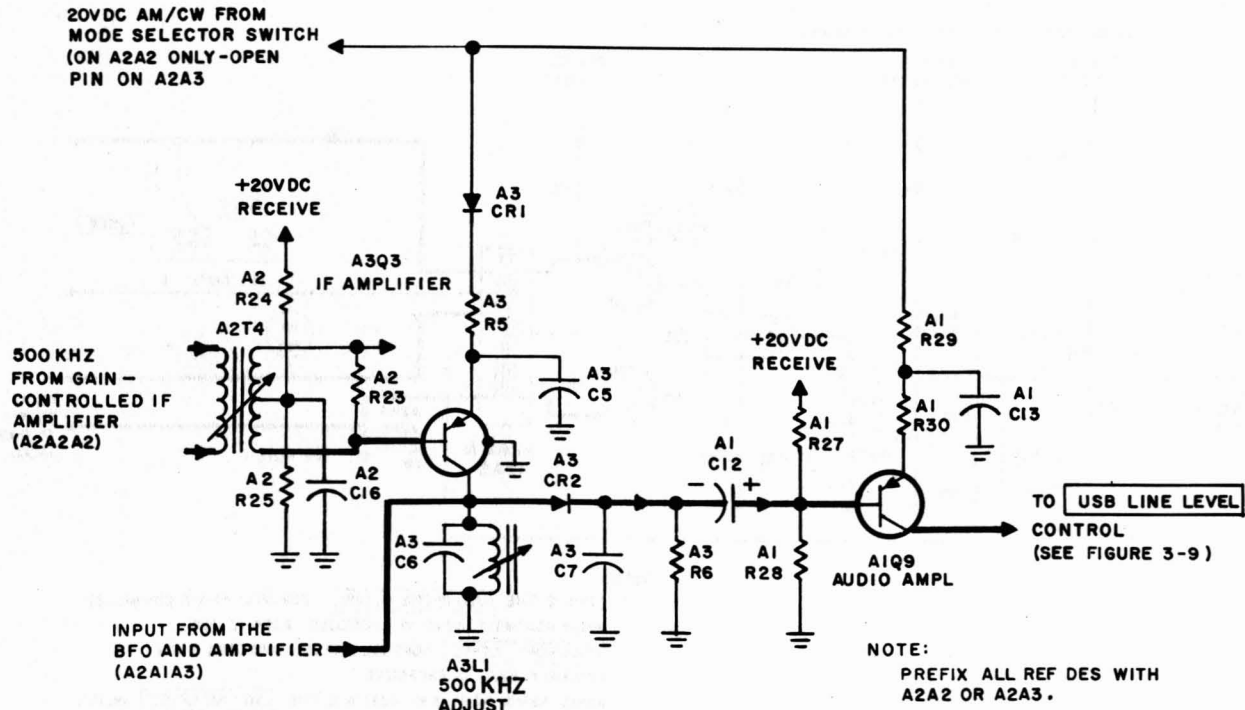 20VDC AM/CW FROM
MODE SELECTOR SWITCH
(ON A2A2 ONLY-OPEN
PIN ON A2A3
+20VDC
RECEIVE
A3
CR1
A2
R24
A3Q3
IF AMPLIFIER
A3
R5
A2T4
500 KHZ
FROM GAIN-
CONTROLLED IF
AMPLIFIER
(A2A2A2)
A2
R23
A3
C5
+20VDC
RECEIVE
A1
R29
A1
R30
A1
C13
A1
R27
A2
R25
A2
C16
A3
CR2
A1
C12
- +
TO USB LINE LEVEL
CONTROL
(SEE FIGURE 3-9)
A3
C6
A3
C7
A3
R6
A1
R28
A1Q9
AUDIO AMPL
INPUT FROM THE
BFO AND AMPLIFIER
(A2A1A3)
A3L1
500 KHZ
ADJUST
NOTE:
PREFIX ALL REF DES WITH
A2A2 OR A2A3.